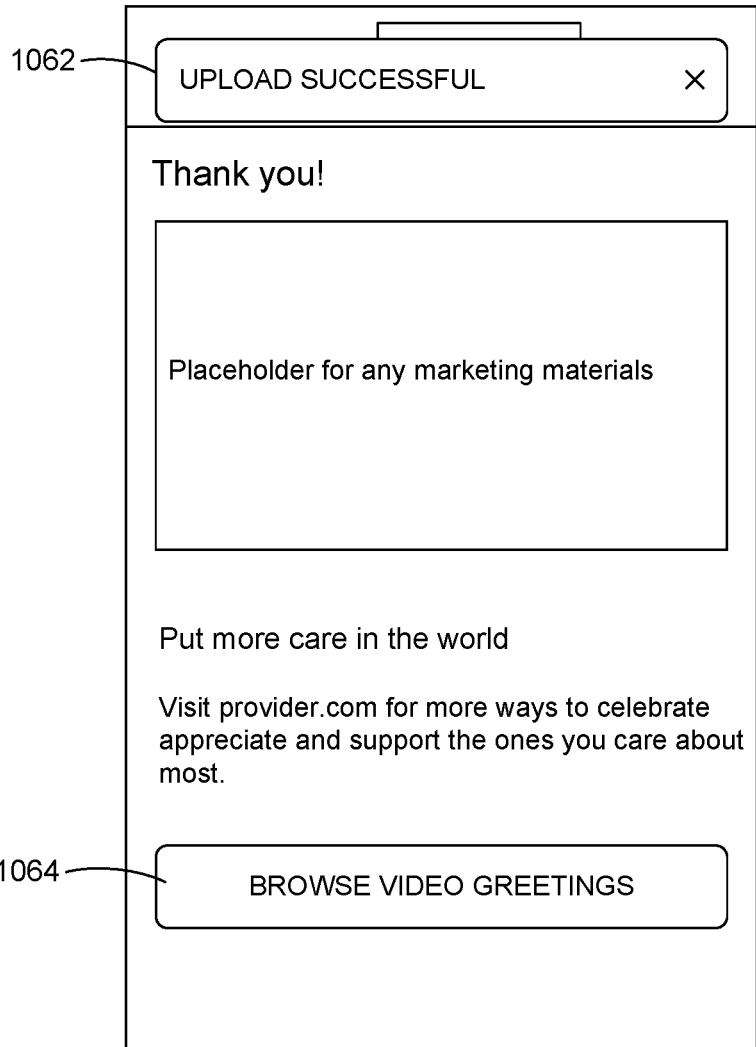 1062
UPLOAD SUCCESSFUL ×
Thank you!
Placeholder for any marketing materials
Put more care in the world
Visit provider.com for more ways to celebrate
appreciate and support the ones you care about
most.
1064
BROWSE VIDEO GREETINGS